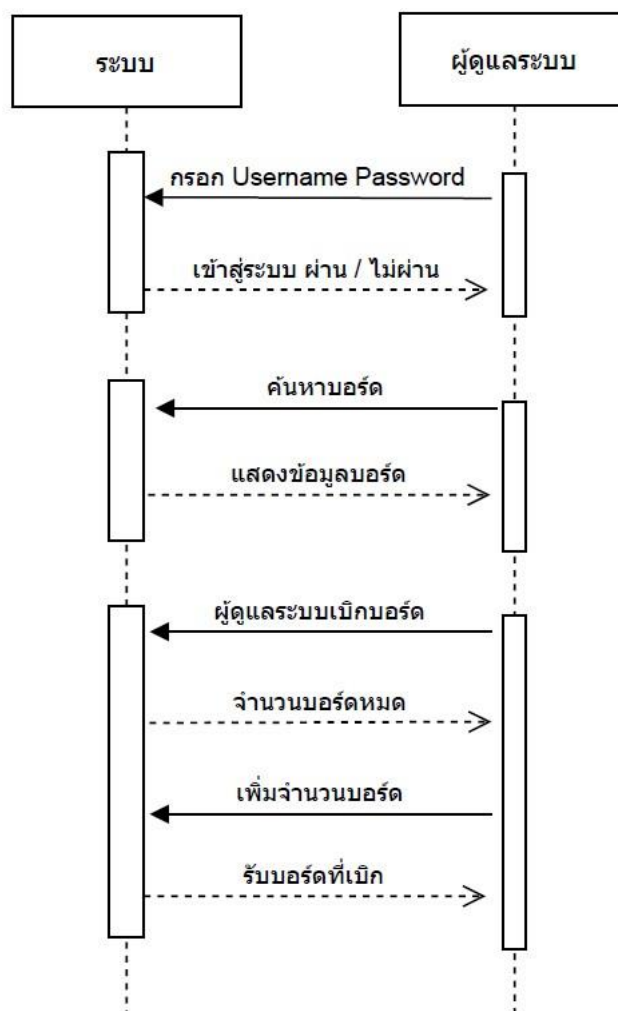 ระบบ
ผู้ดูแลระบบ
กรอก Username Password
เข้าสู่ระบบ ผ่าน / ไม่ผ่าน
ค้นหาบอร์ด
แสดงข้อมูลบอร์ด
ผู้ดูแลระบบเบิกบอร์ด
จำนวนบอร์ดหมด
เพิ่มจำนวนบอร์ด
รับบอร์ดที่เบิก